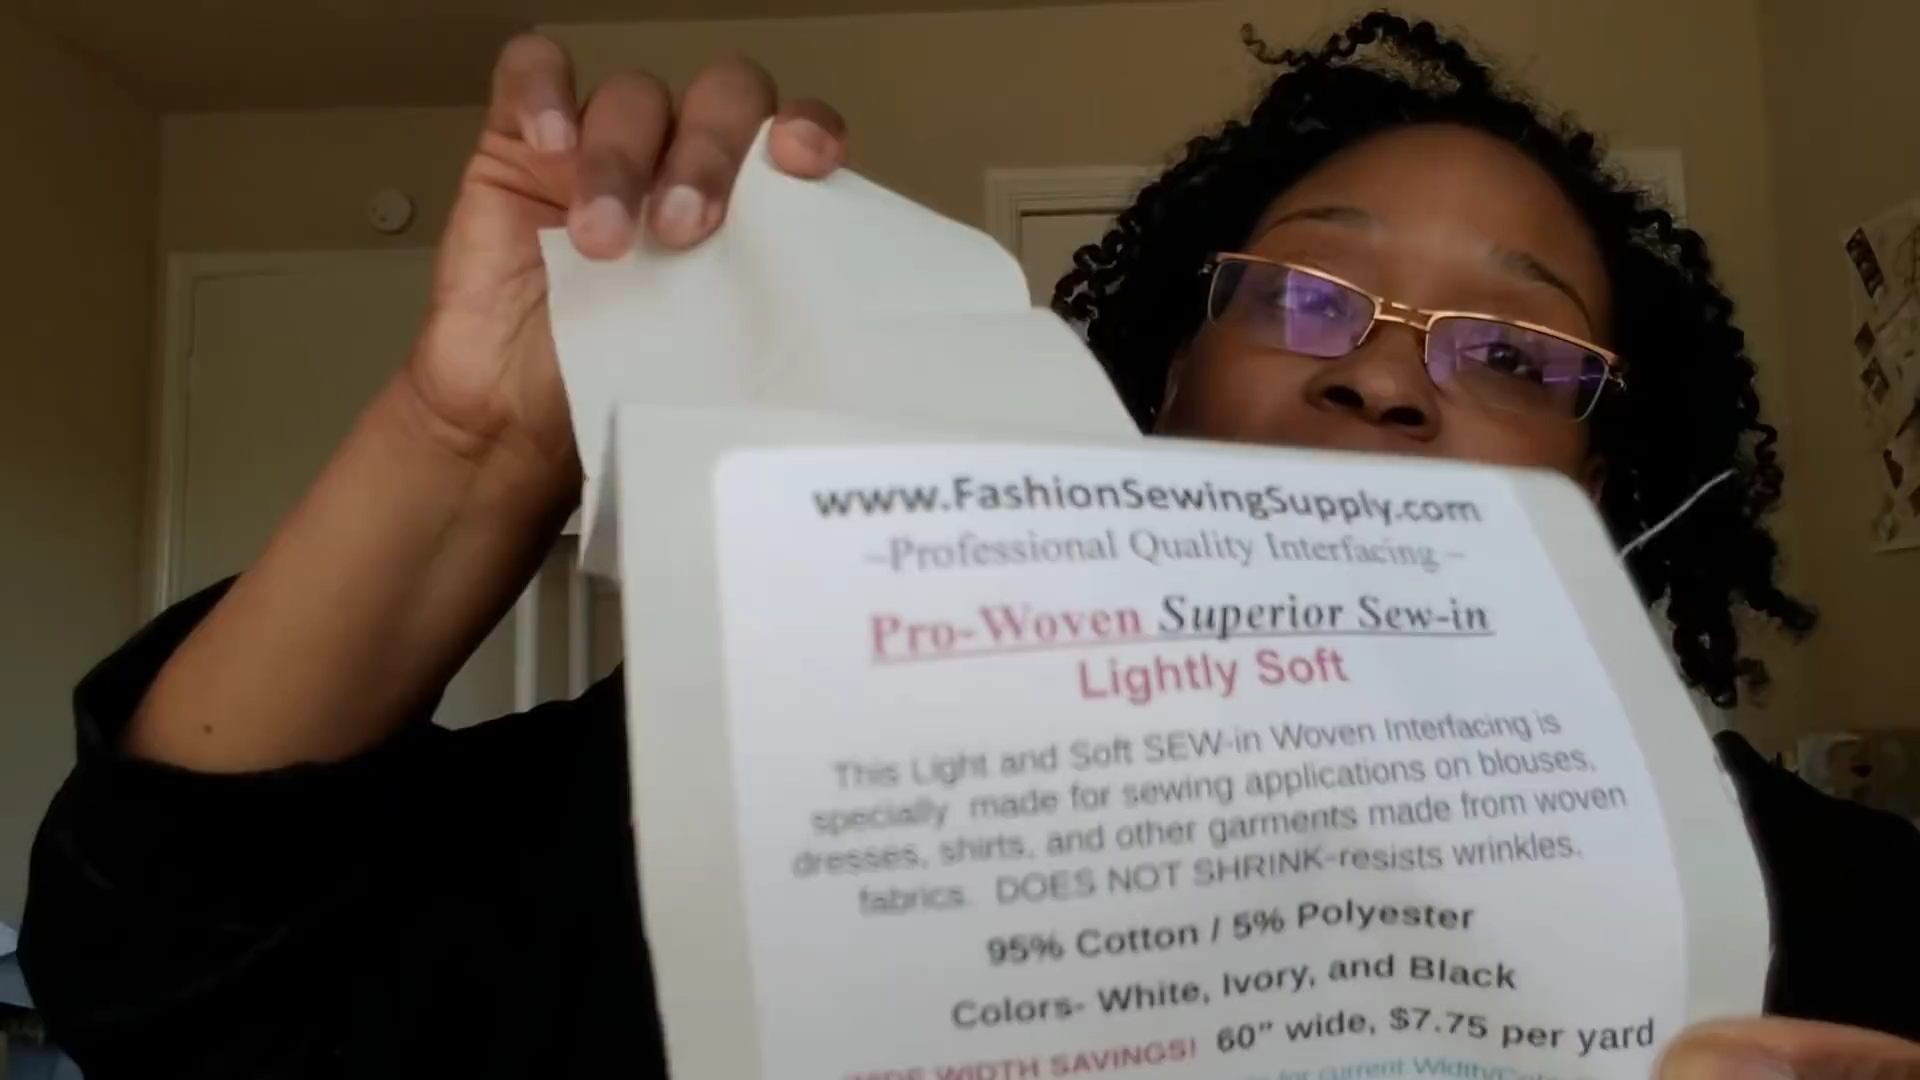 www.FashionSewingSupply.com
~Professional Quality Interfacing~
Pro-Woven Superior Sew-in
Lightly Soft
This Light and Soft SEW-in Woven Interfacing is
specially made for sewing applications on blouses,
dresses, shirts, and other garments made from woven
fabrics. DOES NOT SHRINK-resists wrinkles.
95% Cotton / 5% Polyester
Colors- White, Ivory, and Black
WIDTH SAVINGS! 60" wide, $7.75 per yard
for current